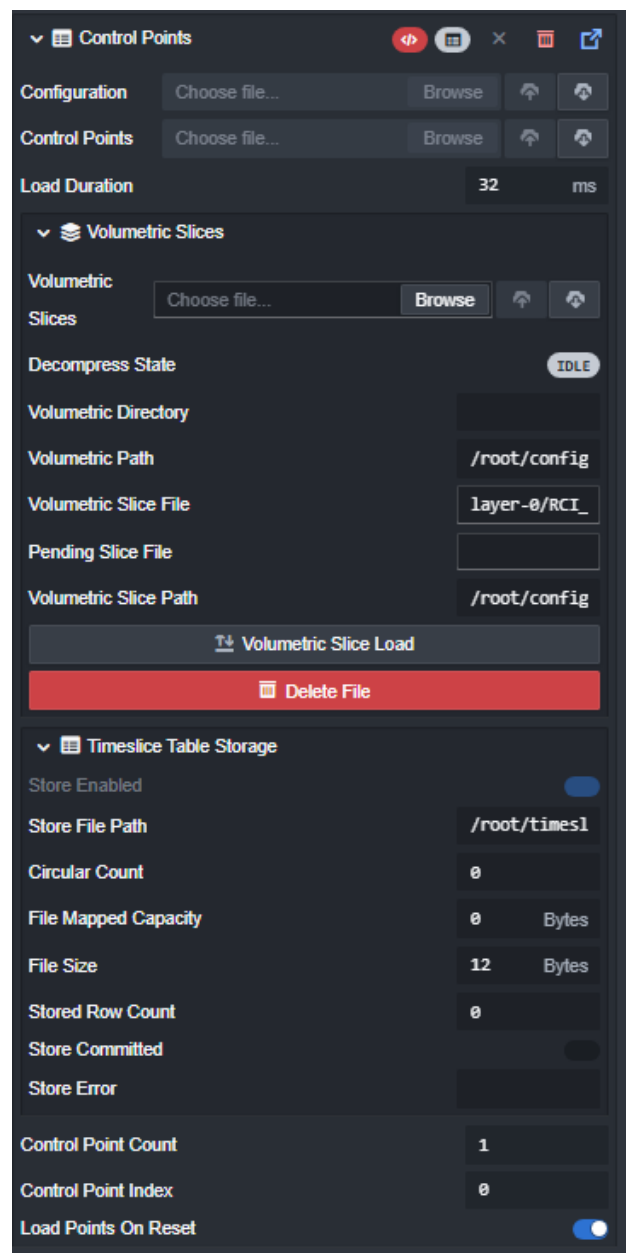 Control Points
Configuration Choose file... Browse
Control Points Choose file... Browse
Load Duration 32 ms
Volumetric Slices
Volumetric
Slices
Choose file... Browse
Decompress State IDLE
Volumetric Directory
Volumetric Path /root/config
Volumetric Slice File layer-0/RCI_
Pending Slice File
Volumetric Slice Path /root/config
Volumetric Slice Load
Delete File
Timeslice Table Storage
Store Enabled
Store File Path /root/timesl
Circular Count 0
File Mapped Capacity 0 Bytes
File Size 12 Bytes
Stored Row Count 0
Store Committed
Store Error
Control Point Count 1
Control Point Index 0
Load Points On Reset